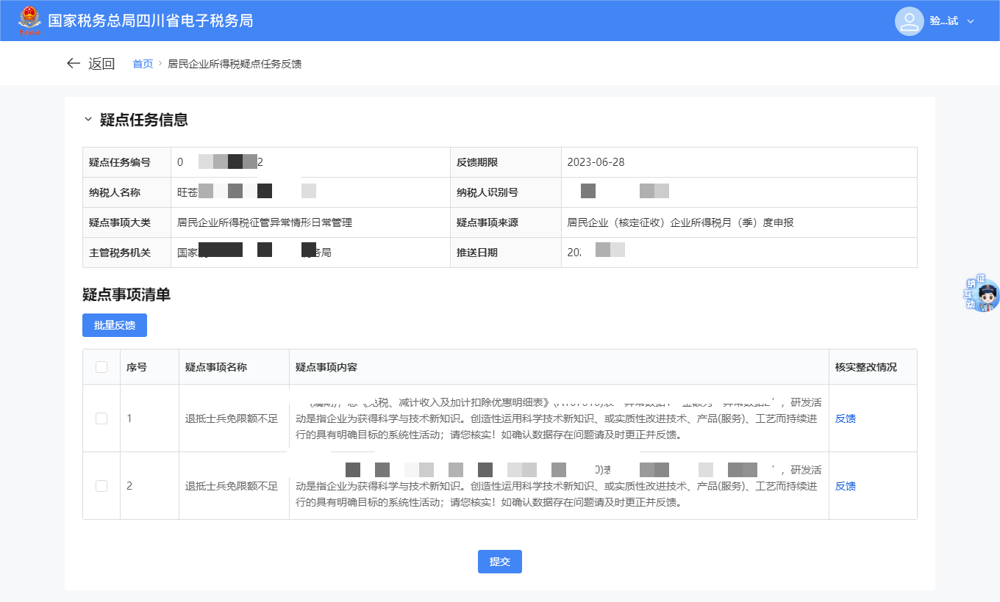 国家税务总局四川省电子税务局
验...试
返回 首页 > 居民企业所得税疑点任务反馈
疑点任务信息
疑点任务编号 0 2 反馈期限 2023-06-28
纳税人名称 旺苍 纳税人识别号
疑点事项大类 居民企业所得税征管异常情形日常管理 疑点事项来源 居民企业（核定征收）企业所得税月（季）度申报
主管税务机关 国家 务局 推送日期 202
疑点事项清单
批量反馈
序号 疑点事项名称 疑点事项内容 核实整改情况
《免税、减计收入及加计扣除优惠明细表》 ，研发活
1 退抵士兵免限额不足 动是指企业为获得科学与技术新知识。创造性运用科学技术新知识、或实质性改进技术、产品(服务)、工艺而持续进 反馈
行的具有明确目标的系统性活动；请您核实！如确认数据存在问题请及时更正并反馈。
0)表 ，研发活
2 退抵士兵免限额不足 动是指企业为获得科学与技术新知识。创造性运用科学技术新知识、或实质性改进技术、产品(服务)、工艺而持续进 反馈
行的具有明确目标的系统性活动；请您核实！如确认数据存在问题请及时更正并反馈。
提交
征纳互动